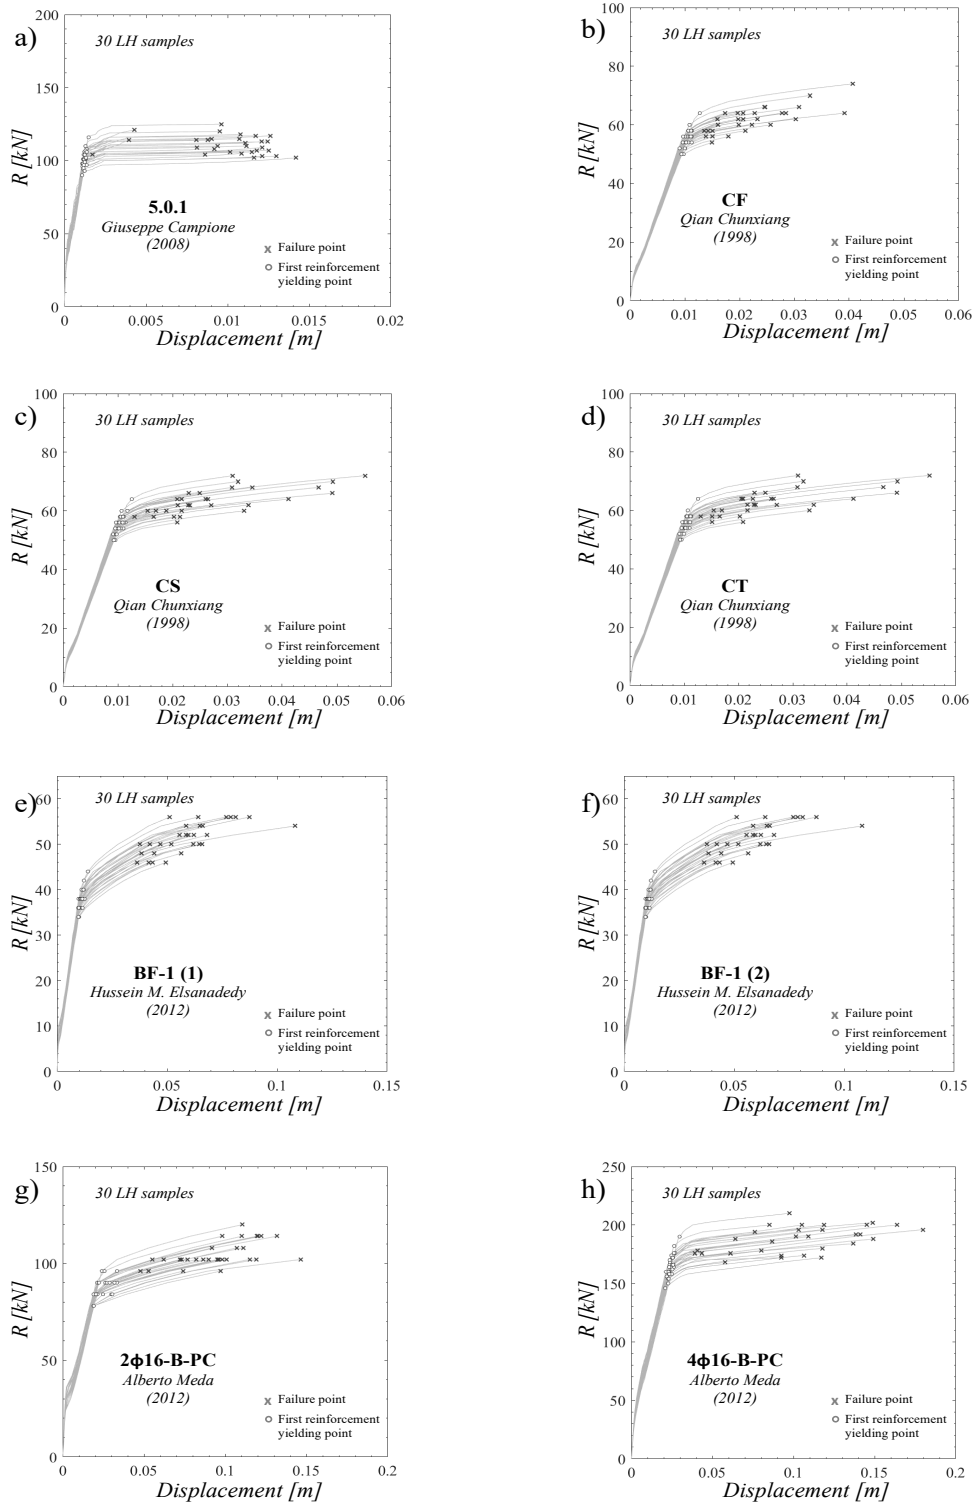 a)
30 LH samples
200
150
100
50
0
R [kN]
5.0.1
Giuseppe Campione
(2008)
Failure point
First reinforcement
yielding point
0 0.005 0.01 0.015 0.02
Displacement [m]
b)
30 LH samples
100
80
60
40
20
0
R [kN]
CF
Qian Chunxiang
(1998)
Failure point
First reinforcement
yielding point
0 0.01 0.02 0.03 0.04 0.05 0.06
Displacement [m]
c)
30 LH samples
100
80
60
40
20
0
R [kN]
CS
Qian Chunxiang
(1998)
Failure point
First reinforcement
yielding point
0 0.01 0.02 0.03 0.04 0.05 0.06
Displacement [m]
d)
30 LH samples
100
80
60
40
20
0
R [kN]
CT
Qian Chunxiang
(1998)
Failure point
First reinforcement
yielding point
0 0.01 0.02 0.03 0.04 0.05 0.06
Displacement [m]
e)
30 LH samples
60
50
40
30
20
10
0
R [kN]
BF-1 (1)
Hussein M. Elsanadedy
(2012)
Failure point
First reinforcement
yielding point
0 0.05 0.1 0.15
Displacement [m]
f)
30 LH samples
60
50
40
30
20
10
0
R [kN]
BF-1 (2)
Hussein M. Elsanadedy
(2012)
Failure point
First reinforcement
yielding point
0 0.05 0.1 0.15
Displacement [m]
g)
30 LH samples
150
100
50
0
R [kN]
2ϕ16-B-PC
Alberto Meda
(2012)
Failure point
First reinforcement
yielding point
0 0.05 0.1 0.15 0.2
Displacement [m]
h)
30 LH samples
250
200
150
100
50
0
R [kN]
4ϕ16-B-PC
Alberto Meda
(2012)
Failure point
First reinforcement
yielding point
0 0.05 0.1 0.15 0.2
Displacement [m]